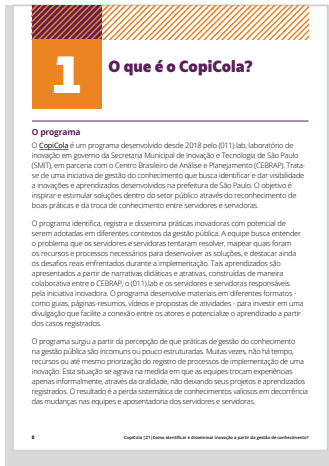 1
O que é o CopiCola?
O programa
O CopiCola é um programa desenvolvido desde 2018 pelo (011).lab, laboratório de
inovação em governo da Secretaria Municipal de Inovação e Tecnologia de São Paulo
(SMIT), em parceria com o Centro Brasileiro de Análise e Planejamento (CEBRAP). Trata-
se de uma iniciativa de gestão do conhecimento que busca identificar e dar visibilidade
a inovações e aprendizados desenvolvidos na prefeitura de São Paulo. O objetivo é
inspirar e estimular soluções dentro do setor público através do reconhecimento de
boas práticas e da troca de conhecimento entre servidores e servidoras.
O programa identifica, registra e dissemina práticas inovadoras com potencial de
serem adotadas em diferentes contextos da gestão pública. A equipe busca entender
o problema que os servidores e servidoras tentaram resolver, mapear quais foram
os recursos e processos necessários para desenvolver as soluções, e destacar ainda
os desafios reais enfrentados durante a implementação. Tais aprendizados são
apresentados a partir de narrativas didáticas e atrativas, construídas de maneira
colaborativa entre o CEBRAP, o (011).lab e os servidores e servidoras responsáveis
pela iniciativa inovadora. O programa desenvolve materiais em diferentes formatos -
como guias, páginas-resumos, vídeos e propostas de atividades - para investir em uma
divulgação que facilite a conexão entre os atores e potencialize o aprendizado a partir
dos casos registrados.
O programa surgiu a partir da percepção de que práticas de gestão do conhecimento
na gestão pública são incomuns ou pouco estruturadas. Muitas vezes, não há tempo,
recursos ou até mesmo priorização do registro de processos de implementação de uma
inovação. Esta situação se agrava na medida em que as equipes trocam experiências
apenas informalmente, através da oralidade, não deixando seus projetos e aprendizados
registrados. O resultado é a perda sistemática de conhecimentos valiosos em decorrência
das mudanças nas equipes e aposentadoria dos servidores e servidoras.
8
CopiCola |21|Como identificar e disseminar inovação a partir da gestão de conhecimento?